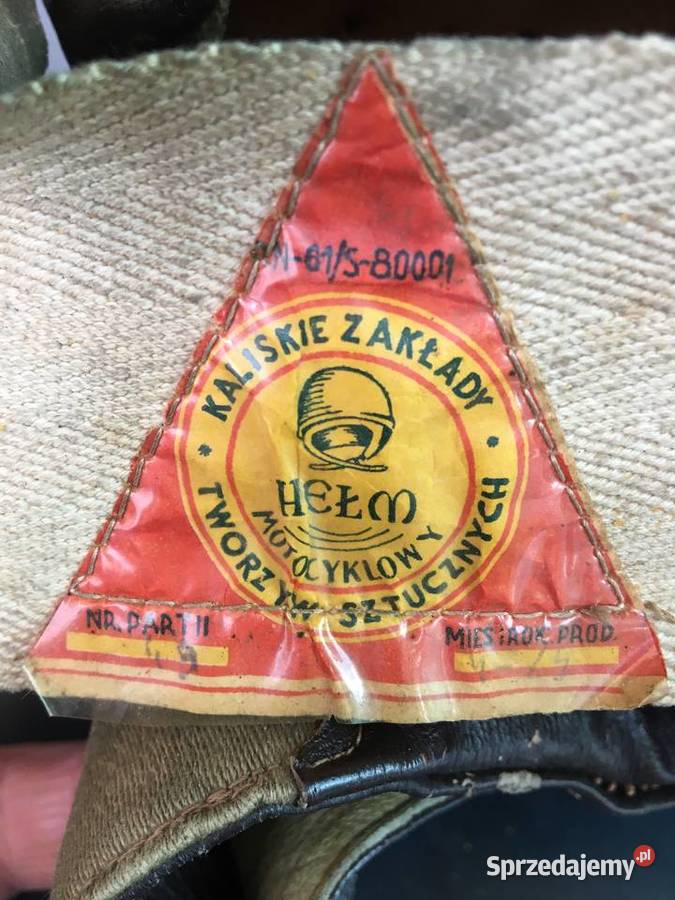 N-61/S-80001
KALISKIE ZAKŁADY
HEŁM
MOTOCYKLOWY
TWORZYW SZTUCZNYCH
NR. PARTII
MIES i ROK. PROD.
Sprzedajemy.pl